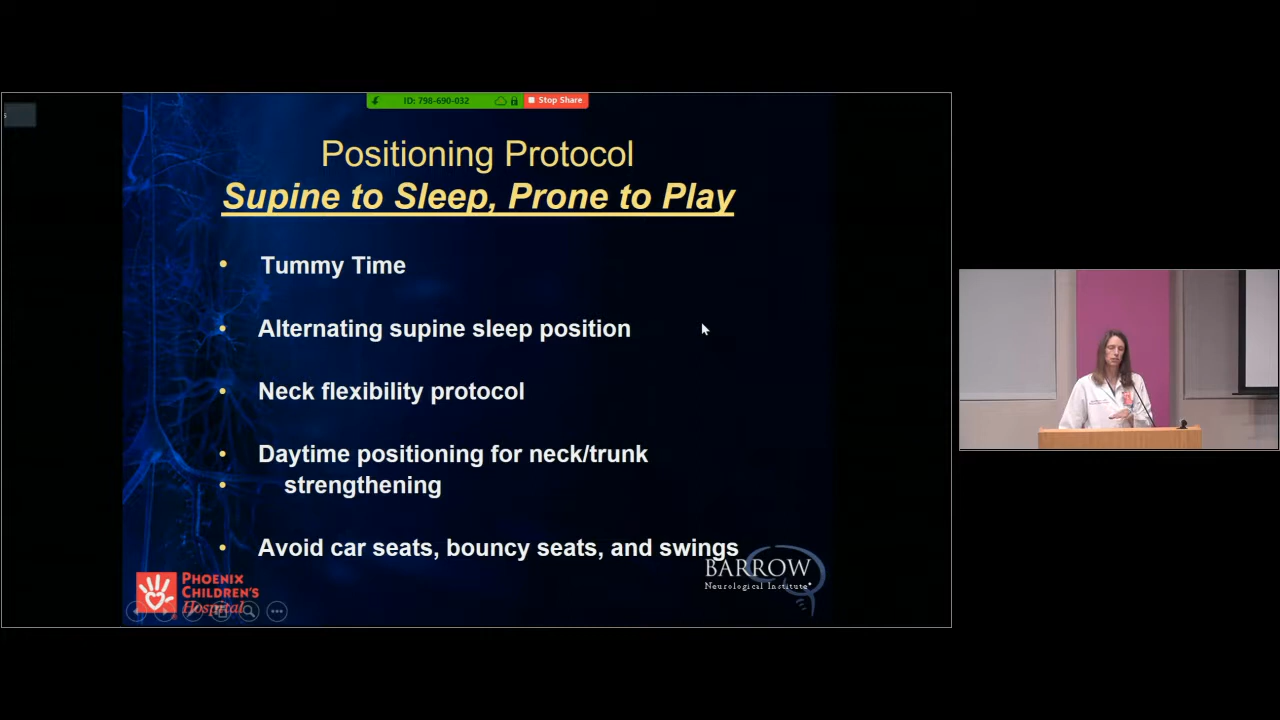 ID: 798-690-032
Stop Share
s
Positioning Protocol
Supine to Sleep, Prone to Play
• Tummy Time
• Alternating supine sleep position
• Neck flexibility protocol
• Daytime positioning for neck/trunk
• strengthening
• Avoid car seats, bouncy seats, and swings
BARROW
Neurological Institute®
PHOENIX
CHILDREN'S
Hospital